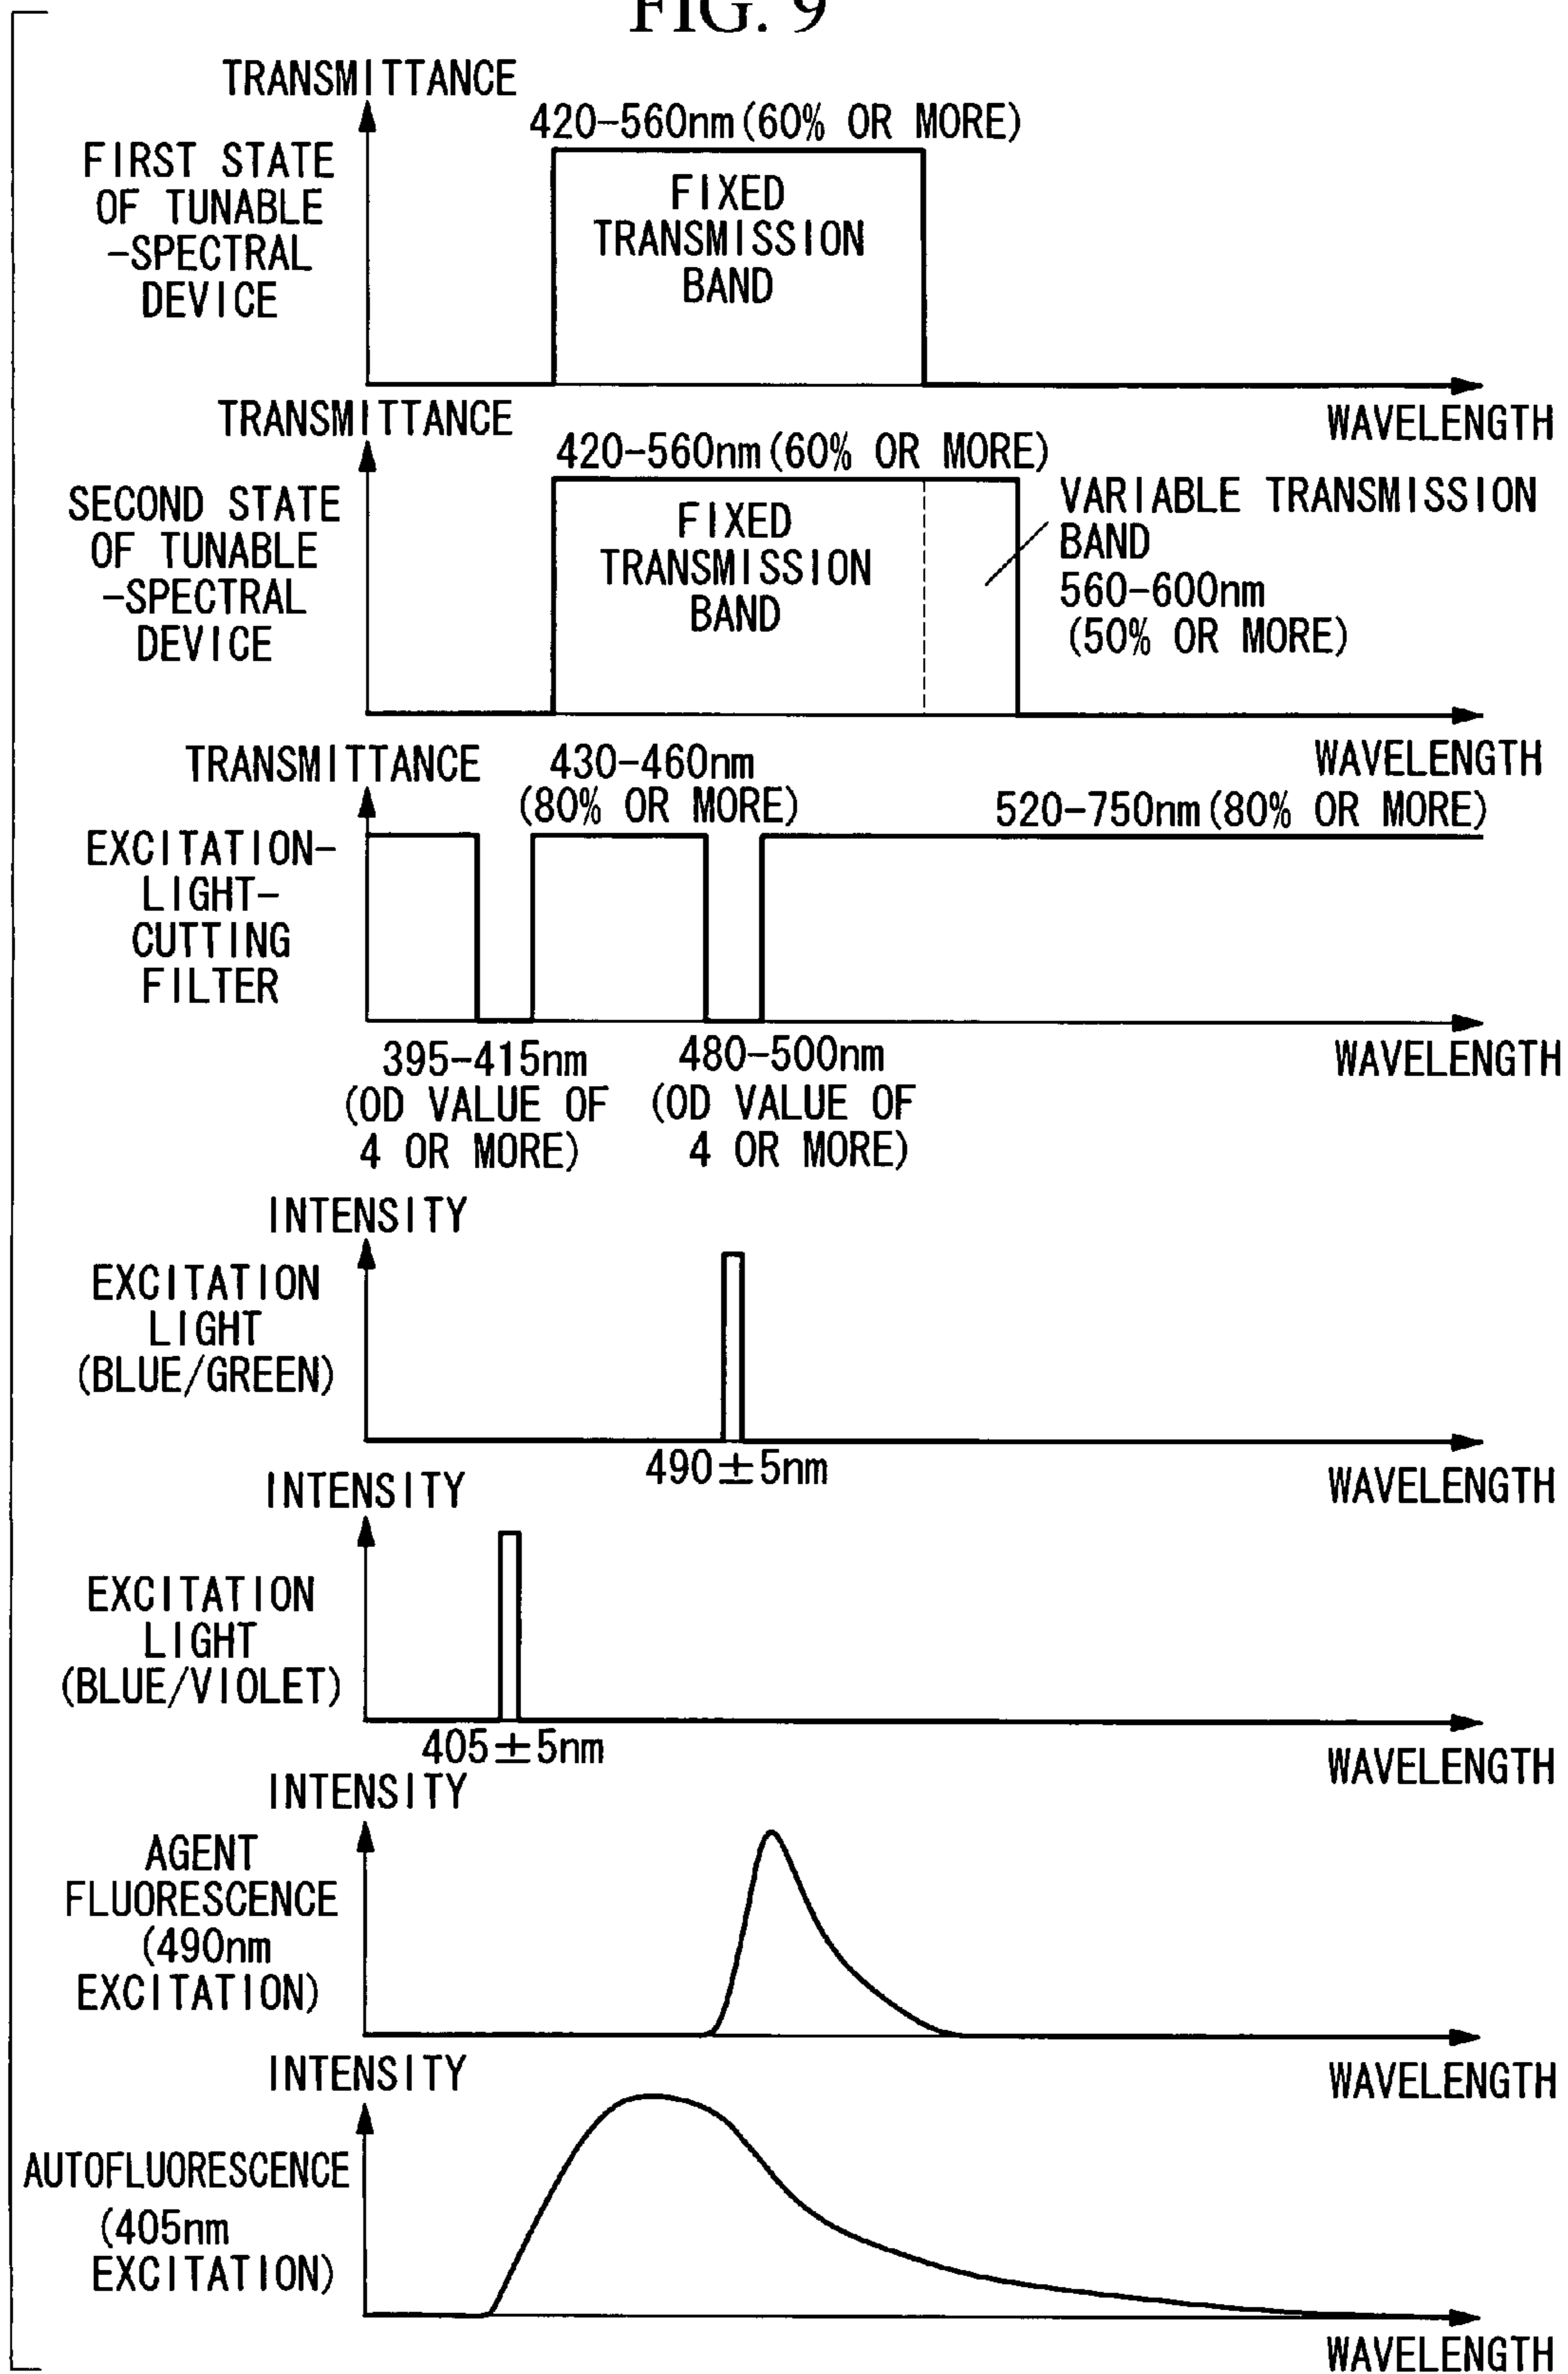 FIG. 9
TRANSMITTANCE
420-560nm(60% OR MORE)
FIRST STATE
OF TUNABLE
-SPECTRAL
DEVICE
FIXED
TRANSMISSION
BAND
WAVELENGTH
TRANSMITTANCE
420-560nm(60% OR MORE)
SECOND STATE
OF TUNABLE
-SPECTRAL
DEVICE
FIXED
TRANSMISSION
BAND
VARIABLE TRANSMISSION
BAND
560-600nm
(50% OR MORE)
WAVELENGTH
TRANSMITTANCE
430-460nm
(80% OR MORE)
520-750nm(80% OR MORE)
EXCITATION-
LIGHT-
CUTTING
FILTER
WAVELENGTH
395-415nm
(OD VALUE OF
4 OR MORE)
480-500nm
(OD VALUE OF
4 OR MORE)
INTENSITY
EXCITATION
LIGHT
(BLUE/GREEN)
490±5nm
WAVELENGTH
INTENSITY
EXCITATION
LIGHT
(BLUE/VIOLET)
405±5nm
WAVELENGTH
INTENSITY
AGENT
FLUORESCENCE
(490nm
EXCITATION)
WAVELENGTH
INTENSITY
AUTOFLUORESCENCE
(405nm
EXCITATION)
WAVELENGTH